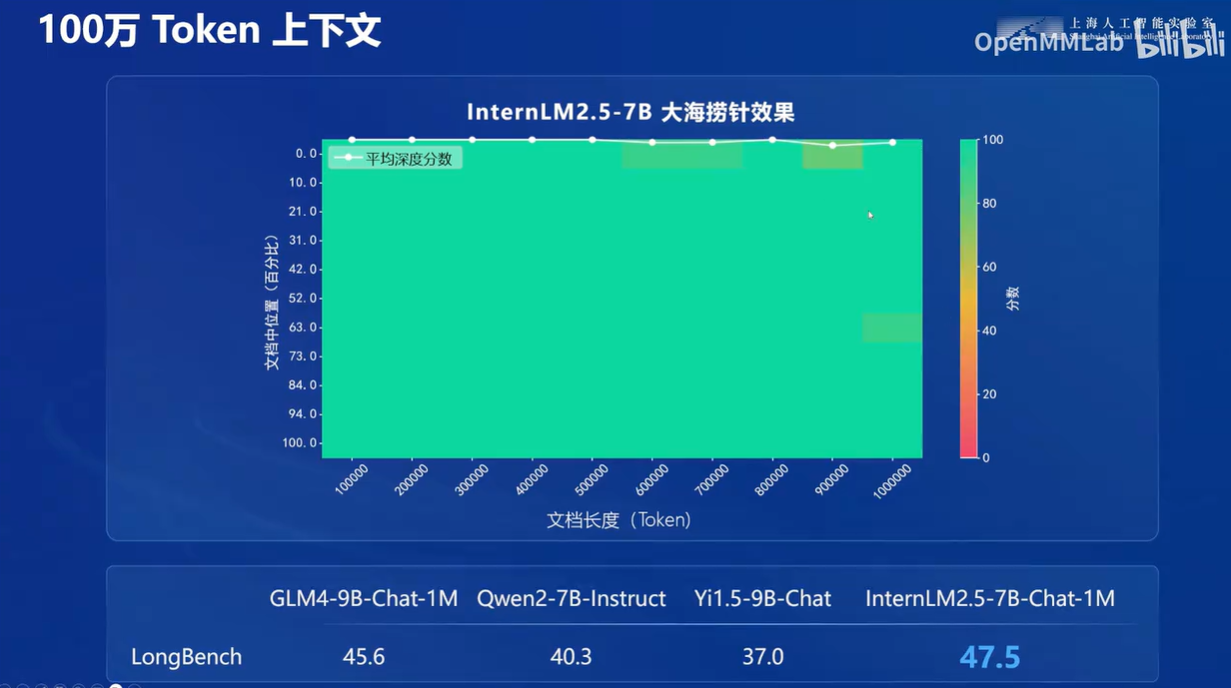 100万 Token 上下文
上海人工智能实验室
Shanghai Artificial Intelligence Laboratory
OpenMMLab bilibili
InternLM2.5-7B 大海捞针效果
平均深度分数
文档中位置（百分比）
0.0
10.0
21.0
31.0
42.0
52.0
63.0
73.0
84.0
94.0
100.0
100000 200000 300000 400000 500000 600000 700000 800000 900000 1000000
文档长度（Token)
100
80
60
40
20
0
分数
GLM4-9B-Chat-1M Qwen2-7B-Instruct Yi1.5-9B-Chat InternLM2.5-7B-Chat-1M
LongBench 45.6 40.3 37.0 47.5